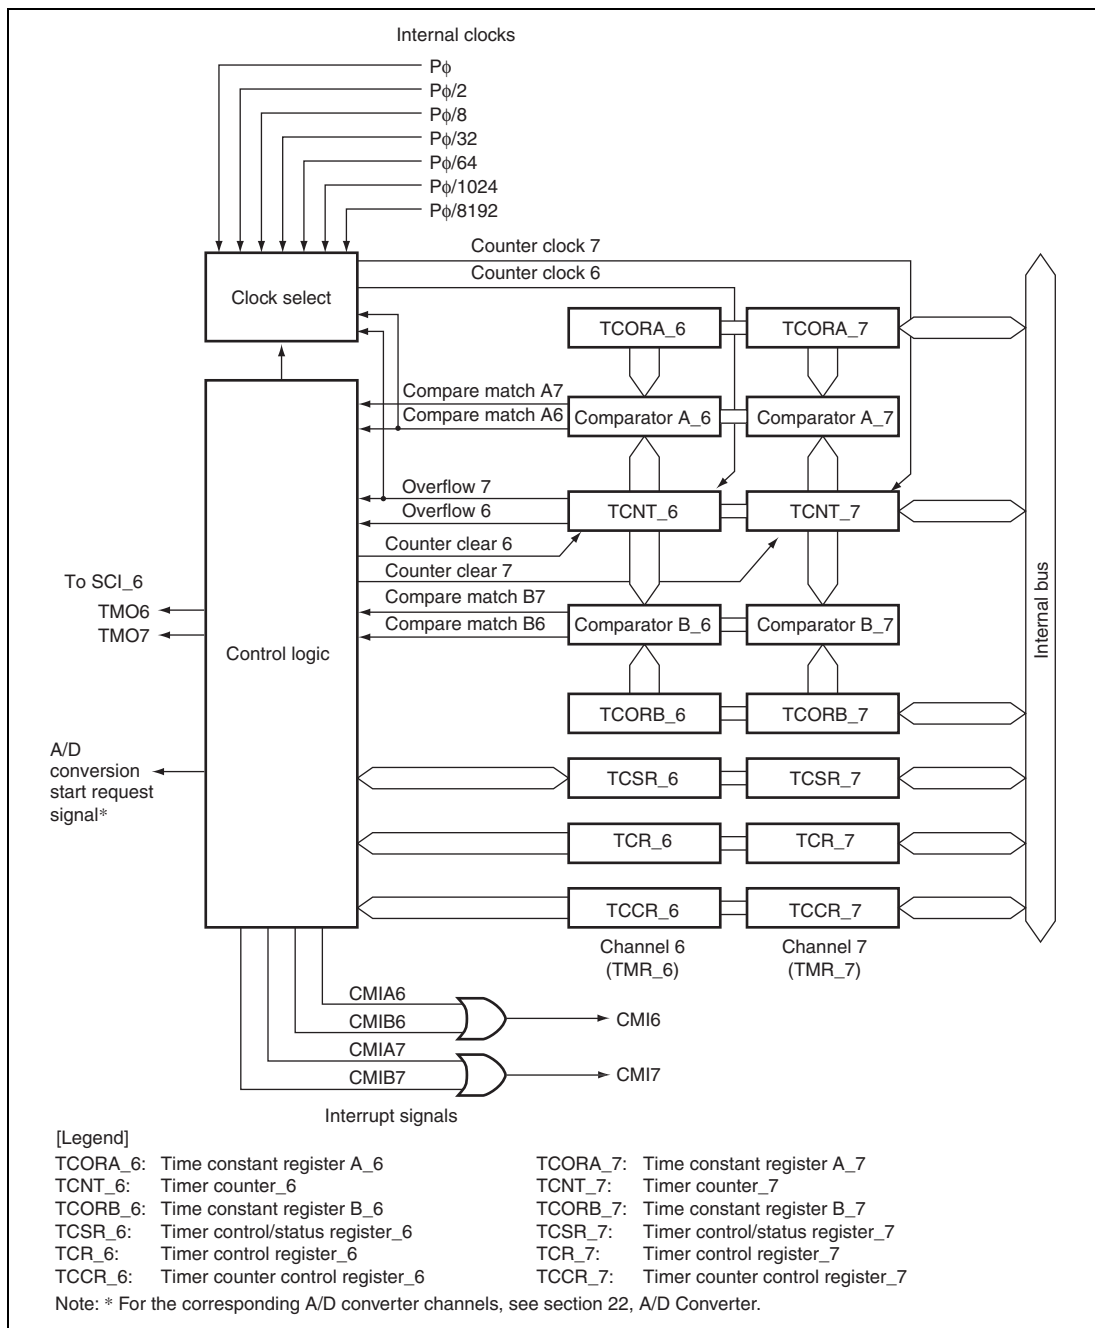 Internal clocks
Pϕ
Pϕ/2
Pϕ/8
Pϕ/32
Pϕ/64
Pϕ/1024
Pϕ/8192
Counter clock 7
Counter clock 6
Clock select
TCORA_6
TCORA_7
Compare match A7
Compare match A6
Comparator A_6
Comparator A_7
Overflow 7
Overflow 6
TCNT_6
TCNT_7
Counter clear 6
Counter clear 7
To SCI_6
TMO6
TMO7
Compare match B7
Compare match B6
Comparator B_6
Comparator B_7
Control logic
Internal bus
TCORB_6
TCORB_7
A/D
conversion
start request
signal*
TCSR_6
TCSR_7
TCR_6
TCR_7
TCCR_6
TCCR_7
Channel 6
(TMR_6)
Channel 7
(TMR_7)
CMIA6
CMIB6
CMI6
CMIA7
CMIB7
CMI7
Interrupt signals
[Legend]
TCORA_6: Time constant register A_6
TCNT_6: Timer counter_6
TCORB_6: Time constant register B_6
TCSR_6: Timer control/status register_6
TCR_6: Timer control register_6
TCCR_6: Timer counter control register_6
TCORA_7: Time constant register A_7
TCNT_7: Timer counter_7
TCORB_7: Time constant register B_7
TCSR_7: Timer control/status register_7
TCR_7: Timer control register_7
TCCR_7: Timer counter control register_7
Note: * For the corresponding A/D converter channels, see section 22, A/D Converter.